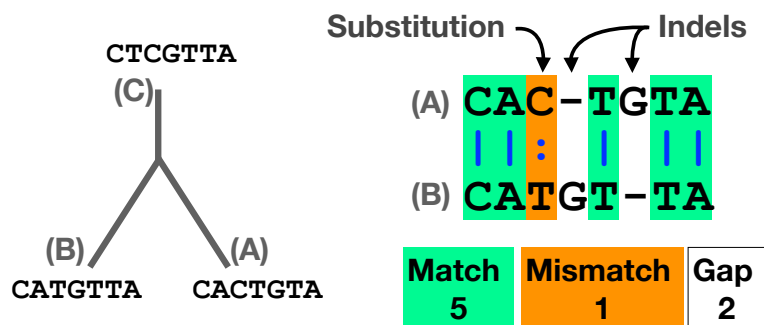 CTCGTTA
(C)
(B)
(A)
CATGTTA
CACTGTA
Substitution
Indels
(A) CAC-TGTA
(B) CATGT-TA
Match
5
Mismatch
1
Gap
2